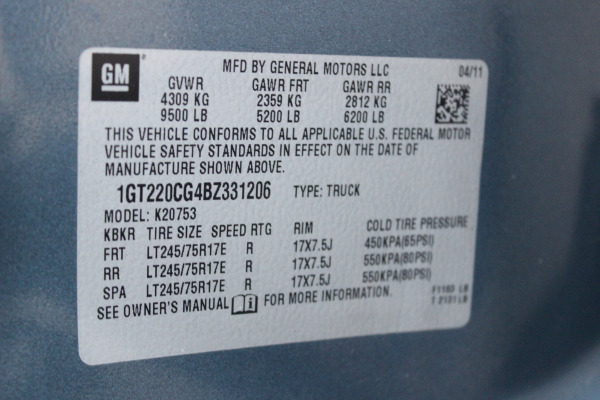 GM
MFD BY GENERAL MOTORS LLC 04/11
GVWR GAWR FRT GAWR RR
4309 KG 2359 KG 2812 KG
9500 LB 5200 LB 6200 LB
THIS VEHICLE CONFORMS TO ALL APPLICABLE U.S. FEDERAL MOTOR
VEHICLE SAFETY STANDARDS IN EFFECT ON THE DATE OF
MANUFACTURE SHOWN ABOVE.
1GT220CG4BZ331206 TYPE: TRUCK
MODEL: K20753
KBKR TIRE SIZE SPEED RTG RIM COLD TIRE PRESSURE
FRT LT245/75R17E R 17X7.5J 450KPA(65PSI)
RR LT245/75R17E R 17X7.5J 550KPA(80PSI)
SPA LT245/75R17E R 17X7.5J 550KPA(80PSI)
SEE OWNER'S MANUAL FOR MORE INFORMATION.